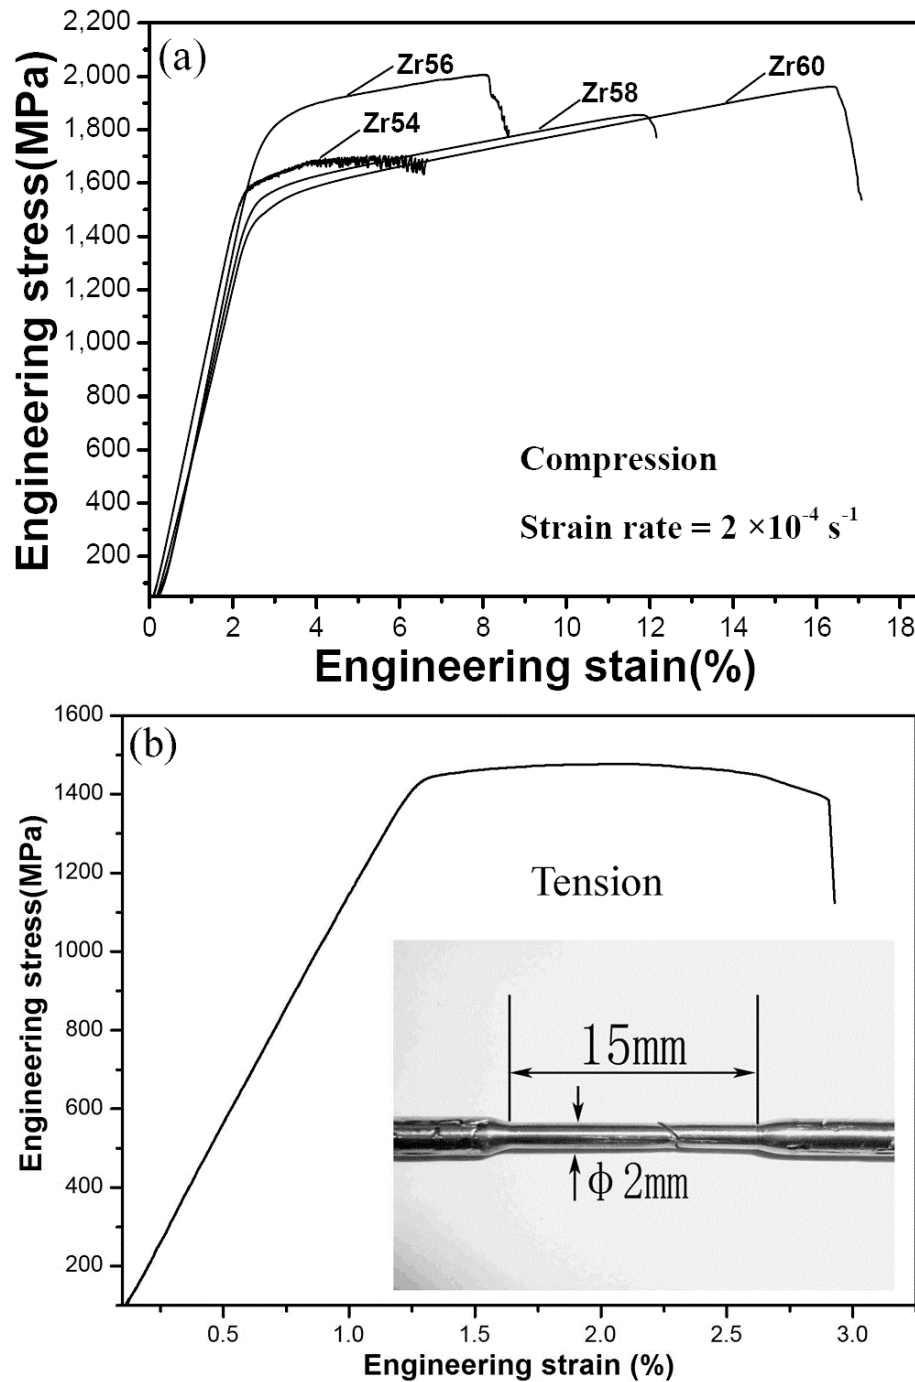 (a)
2,200
2,000
1,800
1,600
1,400
1,200
1,000
800
600
400
200
Engineering stress(MPa)
Zr56
Zr60
Zr58
Zr54
Compression
Strain rate = 2 ×10⁻⁴ s⁻¹
0 2 4 6 8 10 12 14 16 18
Engineering stain(%)
(b)
1600
1400
1200
1000
800
600
400
200
Engineering stress(MPa)
Tension
15mm
ϕ 2mm
0.5 1.0 1.5 2.0 2.5 3.0
Engineering strain (%)